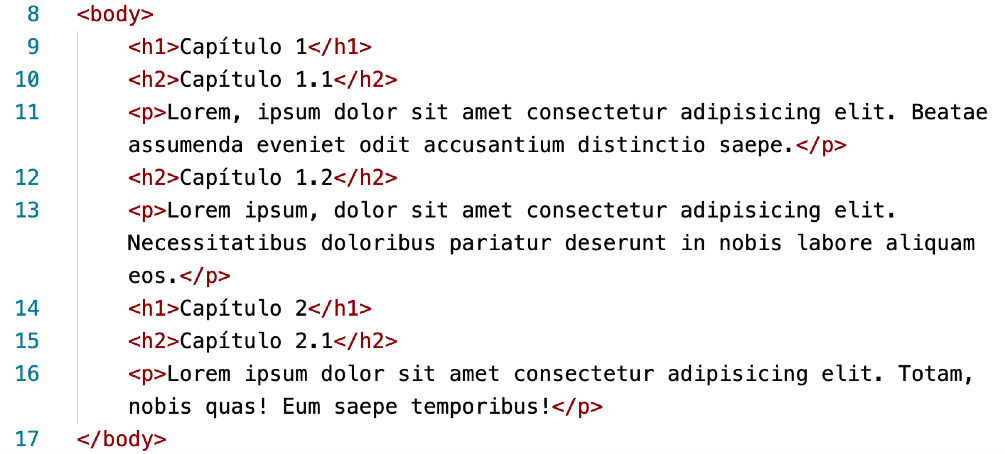 8 <body>
9 <h1>Capítulo 1</h1>
10 <h2>Capítulo 1.1</h2>
11 <p>Lorem, ipsum dolor sit amet consectetur adipisicing elit. Beatae
assumenda eveniet odit accusantium distinctio saepe.</p>
12 <h2>Capítulo 1.2</h2>
13 <p>Lorem ipsum, dolor sit amet consectetur adipisicing elit.
Necessitatibus doloribus pariatur deserunt in nobis labore aliquam
eos.</p>
14 <h1>Capítulo 2</h1>
15 <h2>Capítulo 2.1</h2>
16 <p>Lorem ipsum dolor sit amet consectetur adipisicing elit. Totam,
nobis quas! Eum saepe temporibus!</p>
17 </body>